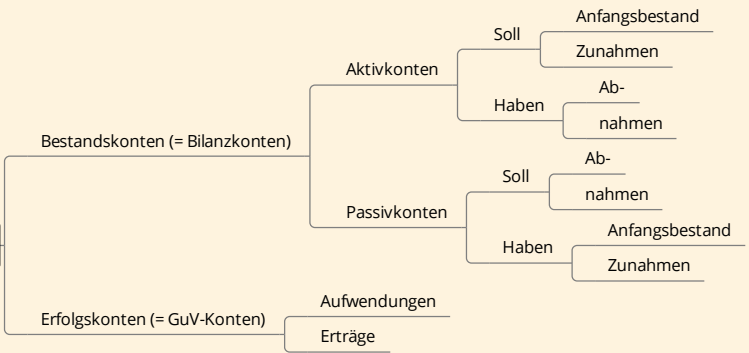 Bestandskonten (= Bilanzkonten)
Aktivkonten
Soll
Anfangsbestand
Zunahmen
Haben
Ab-
nahmen
Passivkonten
Soll
Ab-
nahmen
Haben
Anfangsbestand
Zunahmen
Erfolgskonten (= GuV-Konten)
Aufwendungen
Erträge